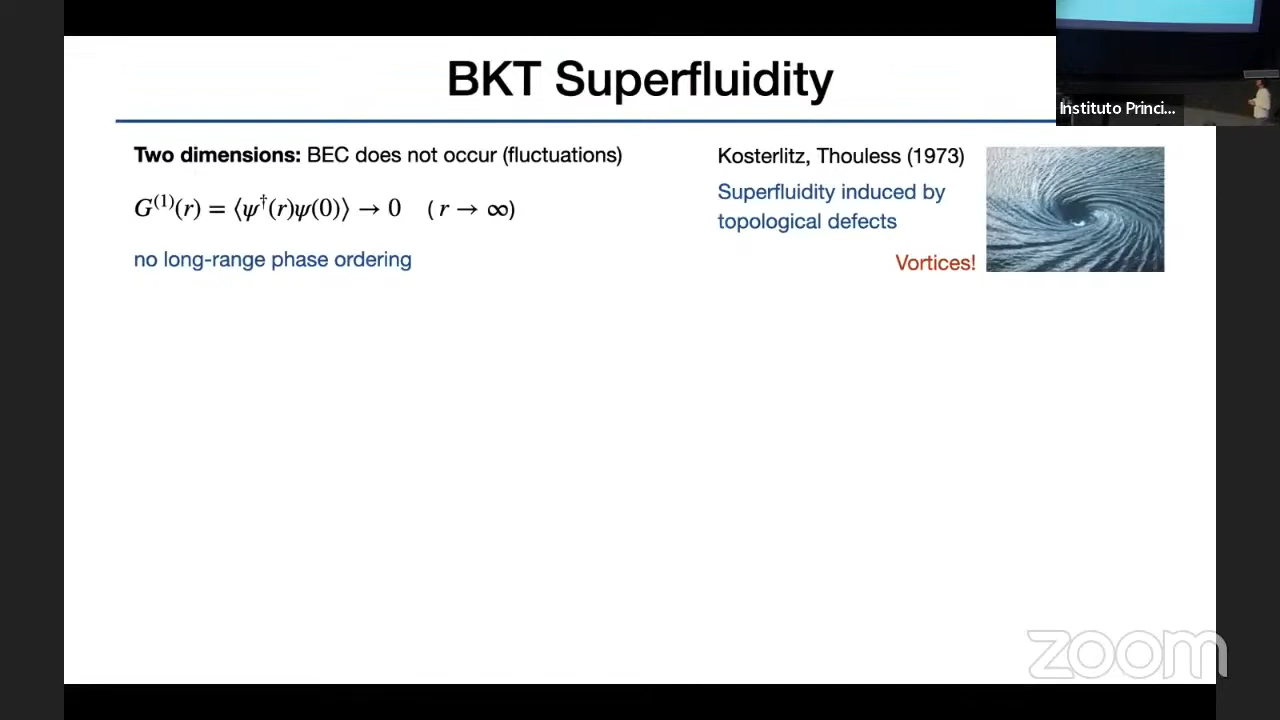 BKT Superfluidity
Instituto Princi...
Two dimensions: BEC does not occur (fluctuations)
G⁽¹⁾(r) = ⟨ψ†(r)ψ(0)⟩ → 0 ( r → ∞)
no long-range phase ordering
Kosterlitz, Thouless (1973)
Superfluidity induced by
topological defects
Vortices!
zoom